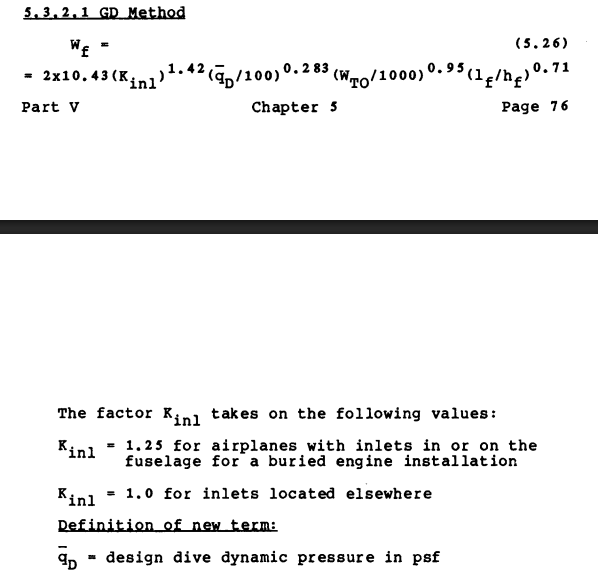 5.3.2.1 GD Method
W_f = (5.26)
= 2x10.43(K_inl)^1.42(q̄_D/100)^0.283(W_TO/1000)^0.95(l_f/h_f)^0.71
Part V Chapter 5 Page 76
The factor K_inl takes on the following values:
K_inl = 1.25 for airplanes with inlets in or on the
fuselage for a buried engine installation
K_inl = 1.0 for inlets located elsewhere
Definition of new term:
q̄_D = design dive dynamic pressure in psf